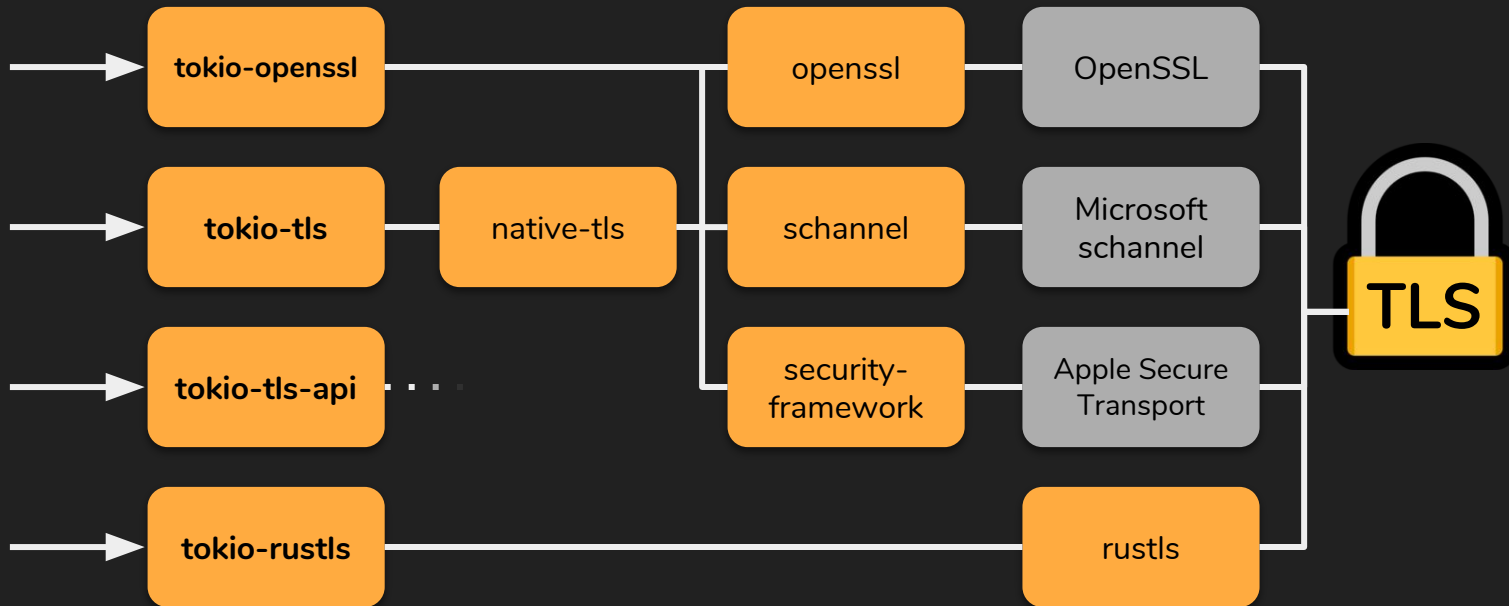 tokio-openssl
openssl
OpenSSL
tokio-tls
native-tls
schannel
Microsoft
schannel
TLS
tokio-tls-api
security-
framework
Apple Secure
Transport
tokio-rustls
rustls